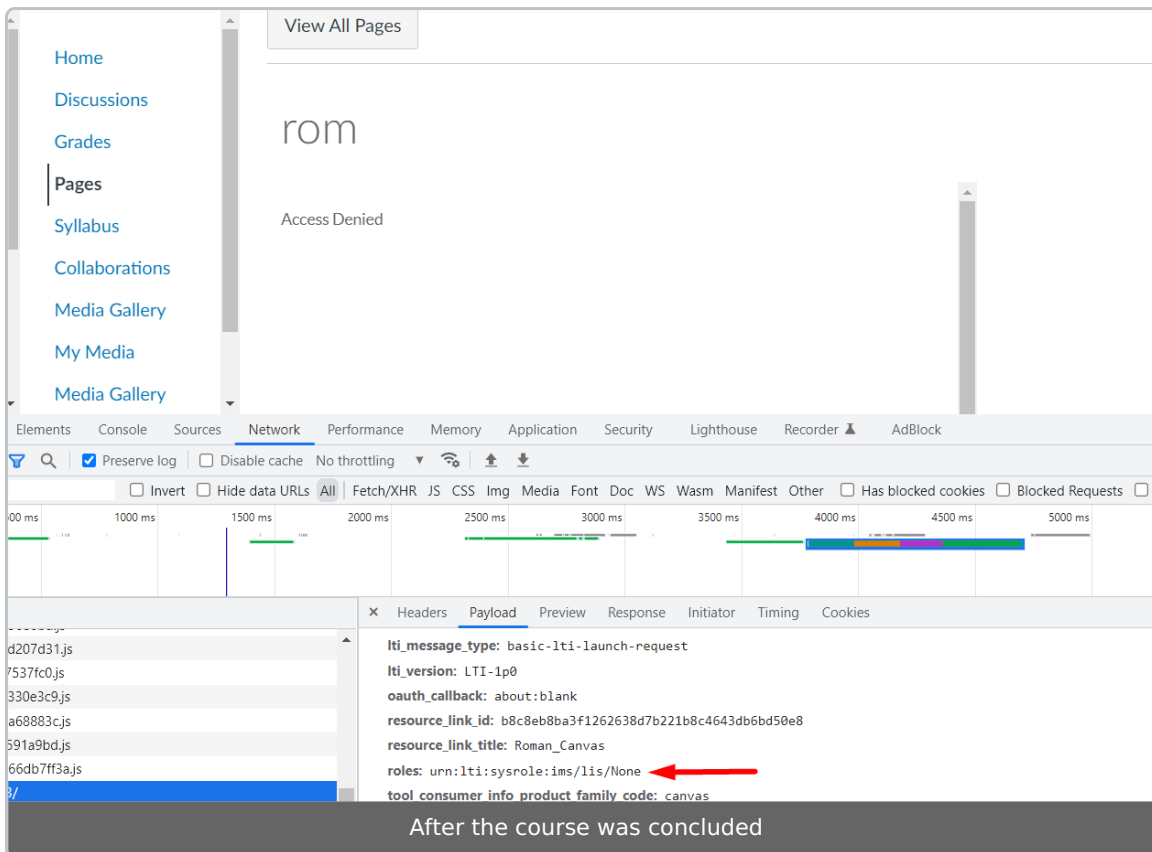 View All Pages
Home
Discussions
Grades
Pages
Syllabus
Collaborations
Media Gallery
My Media
Media Gallery
rom
Access Denied
Elements Console Sources Network Performance Memory Application Security Lighthouse Recorder AdBlock
Preserve log Disable cache No throttling
Invert Hide data URLs All Fetch/XHR JS CSS Img Media Font Doc WS Wasm Manifest Other Has blocked cookies Blocked Requests
1000 ms 1500 ms 2000 ms 2500 ms 3000 ms 3500 ms 4000 ms 4500 ms 5000 ms
× Headers Payload Preview Response Initiator Timing Cookies
d207d31.js
7537fc0.js
330e3c9.js
a68883c.js
591a9bd.js
66db7ff3a.js
lti_message_type: basic-lti-launch-request
lti_version: LTI-1p0
oauth_callback: about:blank
resource_link_id: b8c8eb8ba3f1262638d7b221b8c4643db6bd50e8
resource_link_title: Roman_Canvas
roles: urn:lti:sysrole:ims/lis/None
tool_consumer_info_product_family_code: canvas
After the course was concluded